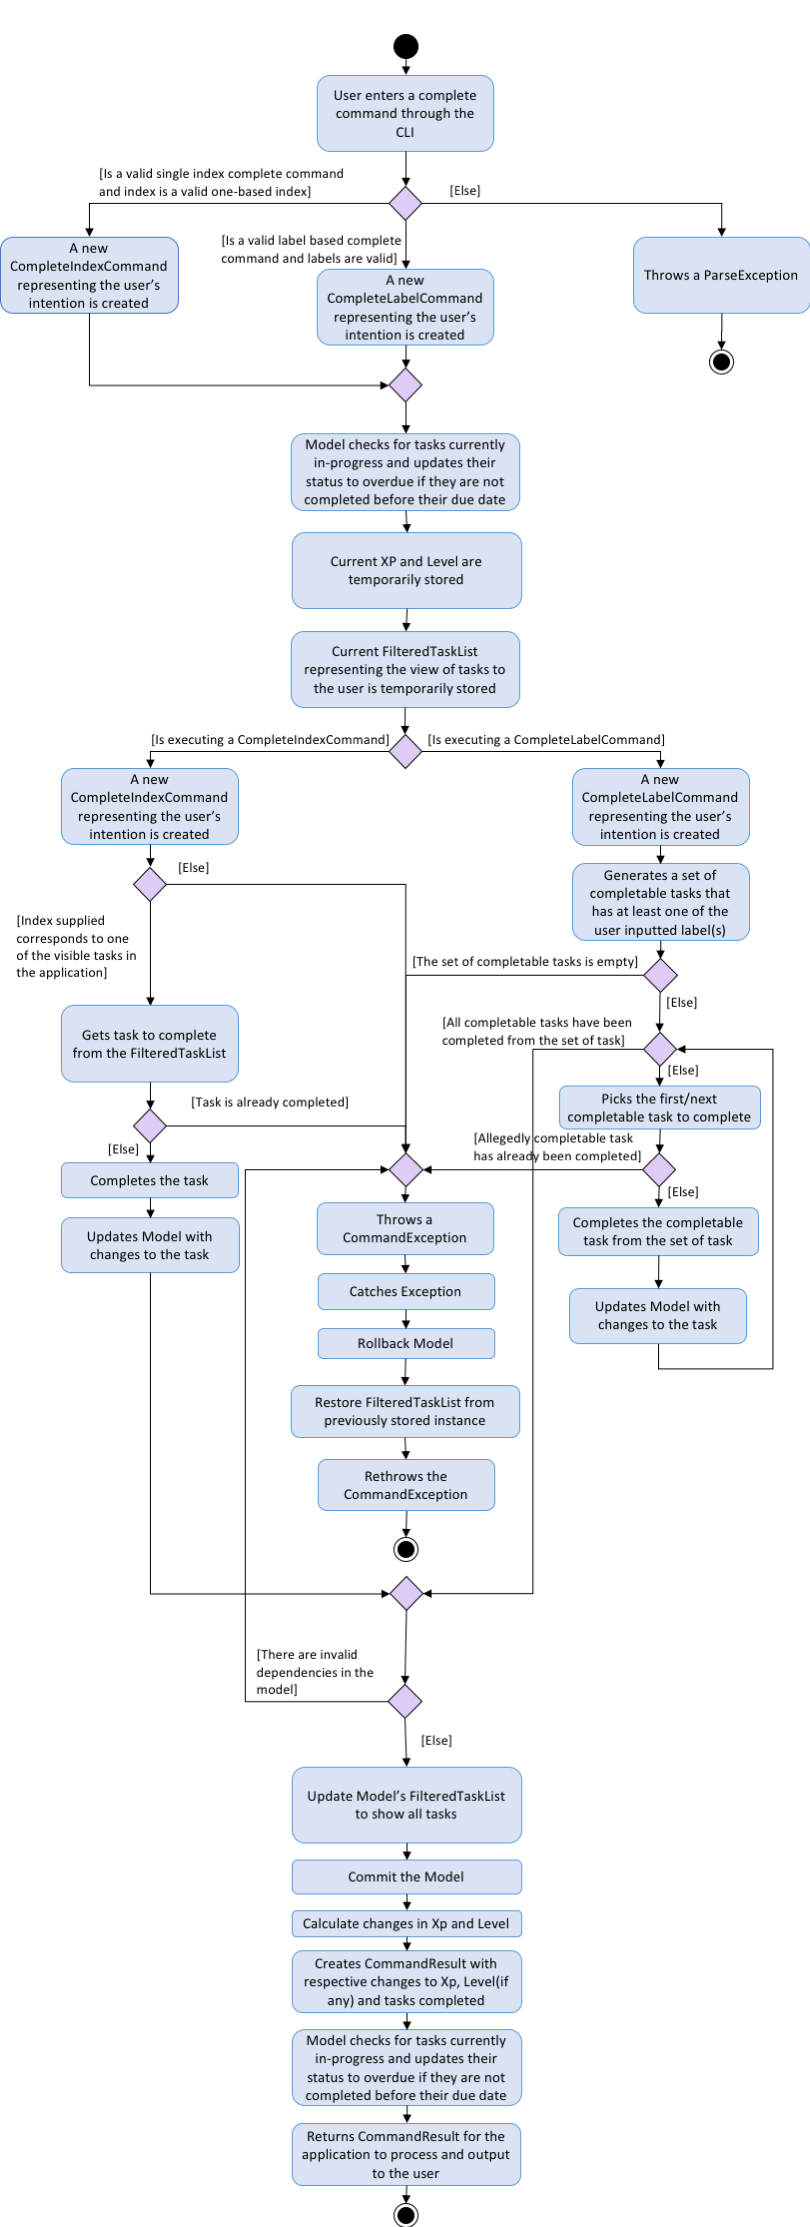 User enters a complete
command through the
CLI
[Is a valid single index complete command
and index is a valid one-based index]
[Else]
[Is a valid label based complete
command and labels are valid]
A new
CompleteIndexCommand
representing the user's
intention is created
A new
CompleteLabelCommand
representing the user's
intention is created
Throws a ParseException
Model checks for tasks currently
in-progress and updates their
status to overdue if they are not
completed before their due date
Current XP and Level are
temporarily stored
Current FilteredTaskList
representing the view of tasks to
the user is temporarily stored
[Is executing a CompleteIndexCommand]
[Is executing a CompleteLabelCommand]
A new
CompleteIndexCommand
representing the user's
intention is created
A new
CompleteLabelCommand
representing the user's
intention is created
[Else]
Generates a set of
completable tasks that
has at least one of the
user inputted label(s)
[Index supplied
corresponds to one
of the visible tasks in
the application]
[The set of completable tasks is empty]
[Else]
Gets task to complete
from the FilteredTaskList
[All completable tasks have been
completed from the set of task]
[Else]
[Task is already completed]
Picks the first/next
completable task to complete
[Else]
[Allegedly completable task
has already been completed]
Completes the task
[Else]
Throws a
CommandException
Completes the completable
task from the set of task
Updates Model with
changes to the task
Catches Exception
Updates Model with
changes to the task
Rollback Model
Restore FilteredTaskList from
previously stored instance
Rethrows the
CommandException
[There are invalid
dependencies in the
model]
[Else]
Update Model's FilteredTaskList
to show all tasks
Commit the Model
Calculate changes in Xp and Level
Creates CommandResult with
respective changes to Xp, Level(if
any) and tasks completed
Model checks for tasks currently
in-progress and updates their
status to overdue if they are not
completed before their due date
Returns CommandResult for the
application to process and output
to the user